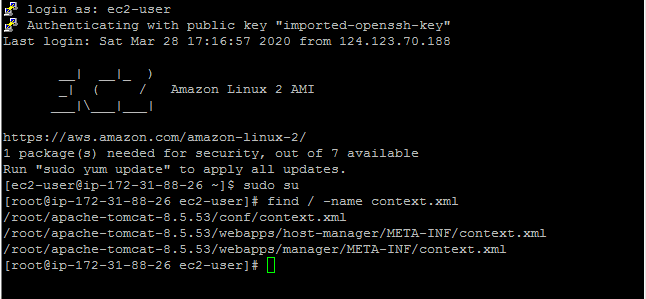 login as: ec2-user
Authenticating with public key "imported-openssh-key"
Last login: Sat Mar 28 17:16:57 2020 from 124.123.70.188
       __|  __|_  )
       _|  (     /   Amazon Linux 2 AMI
      ___|\___|___|
https://aws.amazon.com/amazon-linux-2/
1 package(s) needed for security, out of 7 available
Run "sudo yum update" to apply all updates.
[ec2-user@ip-172-31-88-26 ~]$ sudo su
[root@ip-172-31-88-26 ec2-user]# find / -name context.xml
/root/apache-tomcat-8.5.53/conf/context.xml
/root/apache-tomcat-8.5.53/webapps/host-manager/META-INF/context.xml
/root/apache-tomcat-8.5.53/webapps/manager/META-INF/context.xml
[root@ip-172-31-88-26 ec2-user]#